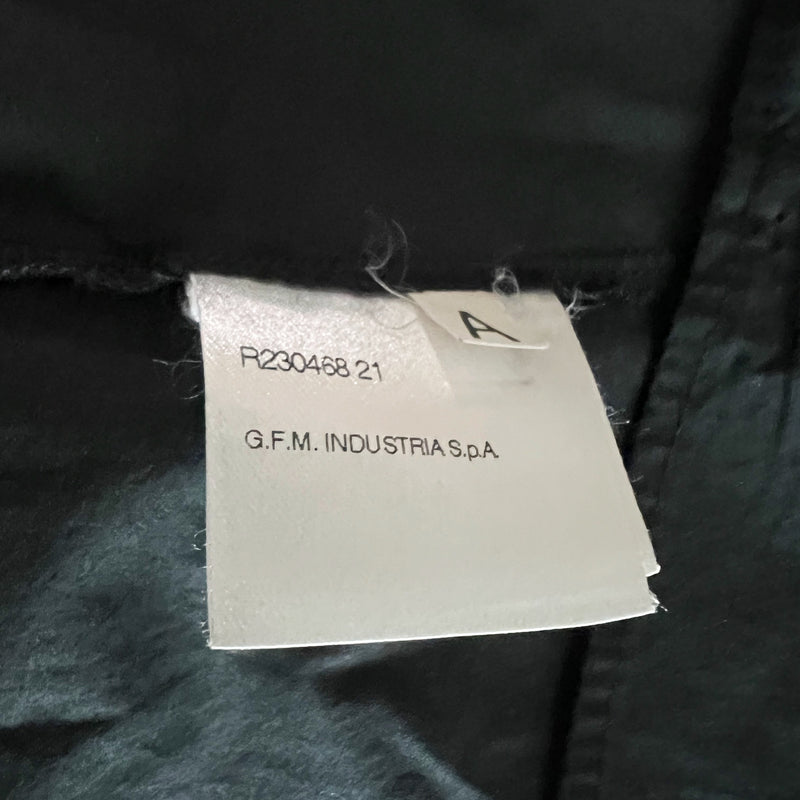 A
R230468 21
G.F.M. INDUSTRIA S.p.A.